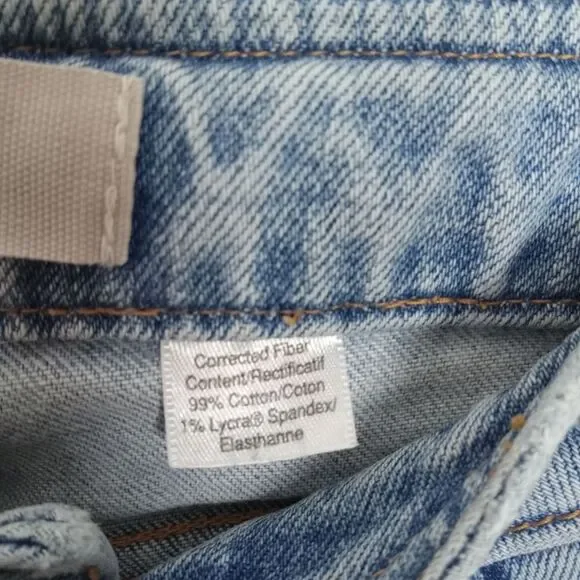 Corrected Fiber
Content/Rectificatif
99% Cotton/Coton
1% Lycra® Spandex/
Elasthanne